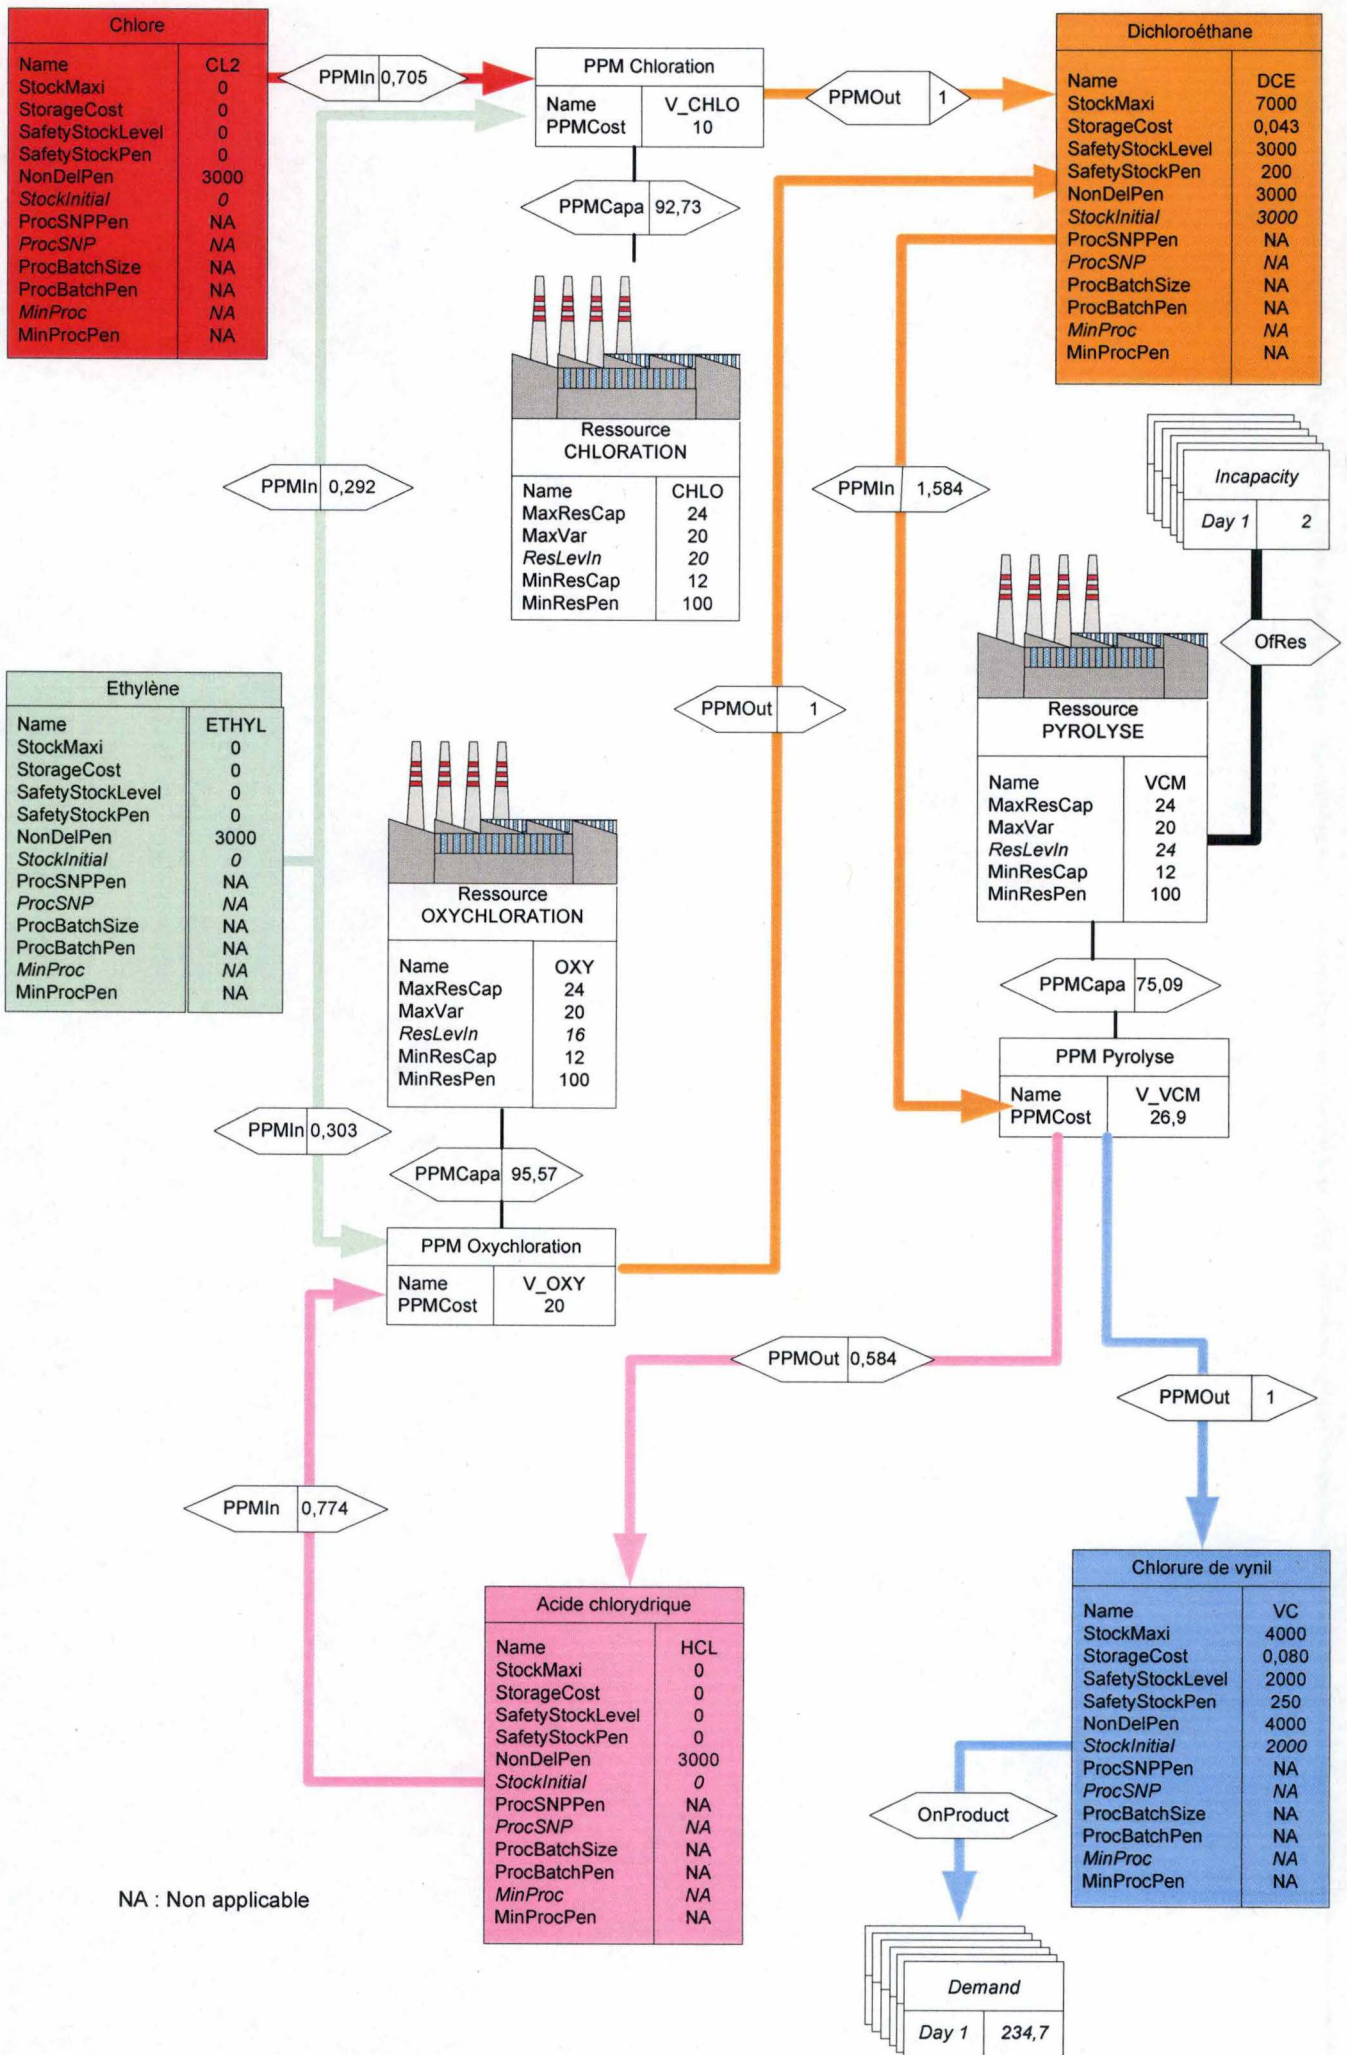 Chlore
Name CL2
StockMaxi 0
StorageCost 0
SafetyStockLevel 0
SafetyStockPen 0
NonDelPen 3000
StockInitial 0
ProcSNPPen NA
ProcSNP NA
ProcBatchSize NA
ProcBatchPen NA
MinProc NA
MinProcPen NA
PPMIn 0,705
PPM Chloration
Name V_CHLO
PPMCost 10
PPMOut 1
Dichloroéthane
Name DCE
StockMaxi 7000
StorageCost 0,043
SafetyStockLevel 3000
SafetyStockPen 200
NonDelPen 3000
StockInitial 3000
ProcSNPPen NA
ProcSNP NA
ProcBatchSize NA
ProcBatchPen NA
MinProc NA
MinProcPen NA
PPMCapa 92,73
Ressource
CHLORATION
Name CHLO
MaxResCap 24
MaxVar 20
ResLevIn 20
MinResCap 12
MinResPen 100
PPMIn 0,292
PPMIn 1,584
Incapacity
Day 1 2
OfRes
Ethylène
Name ETHYL
StockMaxi 0
StorageCost 0
SafetyStockLevel 0
SafetyStockPen 0
NonDelPen 3000
StockInitial 0
ProcSNPPen NA
ProcSNP NA
ProcBatchSize NA
ProcBatchPen NA
MinProc NA
MinProcPen NA
PPMOut 1
Ressource
PYROLYSE
Name VCM
MaxResCap 24
MaxVar 20
ResLevIn 24
MinResCap 12
MinResPen 100
Ressource
OXYCHLORATION
Name OXY
MaxResCap 24
MaxVar 20
ResLevIn 16
MinResCap 12
MinResPen 100
PPMCapa 75,09
PPM Pyrolyse
Name V_VCM
PPMCost 26,9
PPMIn 0,303
PPMCapa 95,57
PPM Oxychloration
Name V_OXY
PPMCost 20
PPMOut 0,584
PPMOut 1
PPMIn 0,774
Acide chlorydrique
Name HCL
StockMaxi 0
StorageCost 0
SafetyStockLevel 0
SafetyStockPen 0
NonDelPen 3000
StockInitial 0
ProcSNPPen NA
ProcSNP NA
ProcBatchSize NA
ProcBatchPen NA
MinProc NA
MinProcPen NA
Chlorure de vynil
Name VC
StockMaxi 4000
StorageCost 0,080
SafetyStockLevel 2000
SafetyStockPen 250
NonDelPen 4000
StockInitial 2000
ProcSNPPen NA
ProcSNP NA
ProcBatchSize NA
ProcBatchPen NA
MinProc NA
MinProcPen NA
OnProduct
NA : Non applicable
Demand
Day 1 234,7